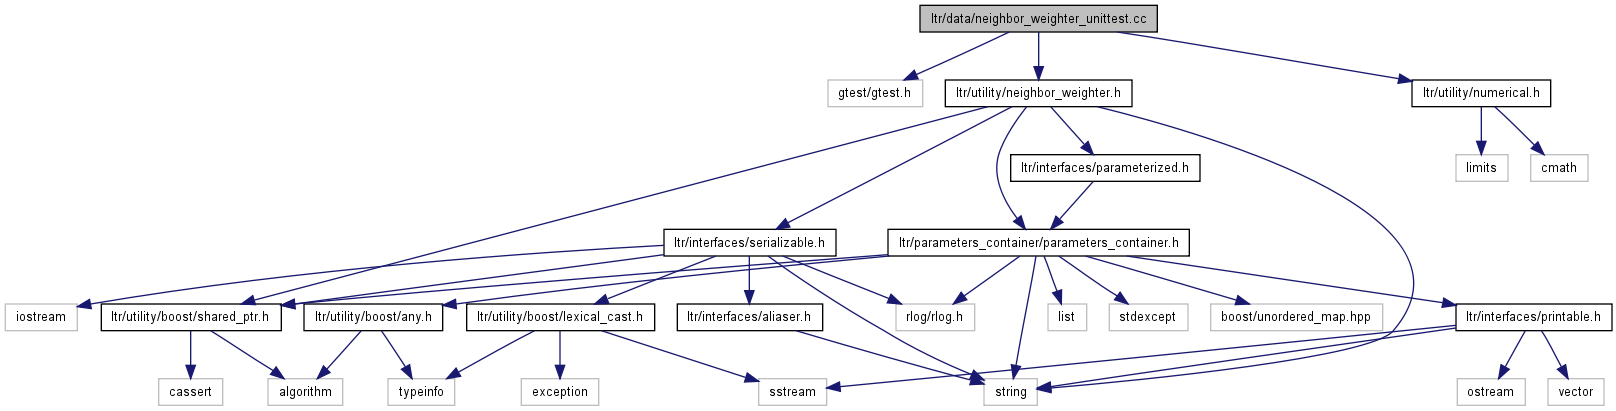 ltr/data/neighbor_weighter_unittest.cc
gtest/gtest.h
ltr/utility/neighbor_weighter.h
ltr/utility/numerical.h
ltr/interfaces/parameterized.h
limits
cmath
ltr/interfaces/serializable.h
ltr/parameters_container/parameters_container.h
iostream
ltr/utility/boost/shared_ptr.h
ltr/utility/boost/any.h
ltr/utility/boost/lexical_cast.h
ltr/interfaces/aliaser.h
rlog/rlog.h
list
stdexcept
boost/unordered_map.hpp
ltr/interfaces/printable.h
cassert
algorithm
typeinfo
exception
sstream
string
ostream
vector